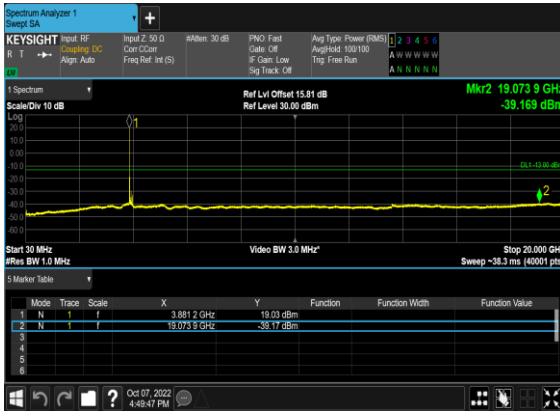 Spectrum Analyzer 1
Swept SA
+
KEYSIGHT Input: RF Input Z: 50 Ω #Atten: 30 dB PNO: Fast Avg Type: Power (RMS) 1 2 3 4 5 6
R T Coupling: DC Corr CCorr Gate: Off Avg|Hold: 100/100 A W W W W W
Align: Auto Freq Ref: Int (S) IF Gain: Low Trig: Free Run
Sig Track: Off A N N N N N
1 Spectrum Ref Lvl Offset 15.81 dB Mkr2 19.073 9 GHz
Scale/Div 10 dB Ref Level 30.00 dBm -39.169 dBm
Log
20.0
10.0
0.00
-10.0 DL1 -13.00 dBm
-20.0
-30.0
-40.0
-50.0
-60.0
1
2
Start 30 MHz Video BW 3.0 MHz* Stop 20.000 GHz
#Res BW 1.0 MHz Sweep ~38.3 ms (40001 pts)
5 Marker Table
Mode Trace Scale X Y Function Function Width Function Value
1 N 1 f 3.881 2 GHz 19.03 dBm
2 N 1 f 19.073 9 GHz -39.17 dBm
3
4
5
6
? Oct 07, 2022
4:49:47 PM